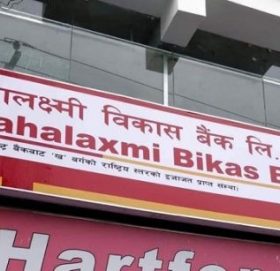 लक्ष्मी विकास बैंक लि.
ahalaxmi Bikas B
बैंकबाट 'ख' वर्गको राष्ट्रिय स्तरको इजाजत प्राप्त संस्था
Hartfor